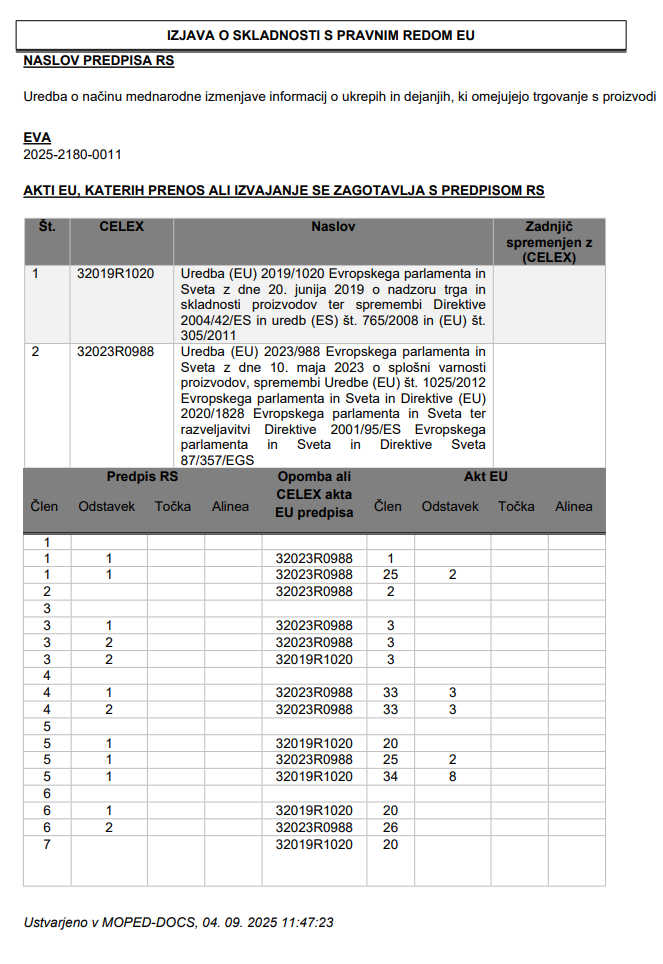 IZJAVA O SKLADNOSTI S PRAVNIM REDOM EU
NASLOV PREDPISA RS
Uredba o načinu mednarodne izmenjave informacij o ukrepih in dejanjih, ki omejujejo trgovanje s proizvodi
EVA
2025-2180-0011
AKTI EU, KATERIH PRENOS ALI IZVAJANJE SE ZAGOTAVLJA S PREDPISOM RS
Št. CELEX Naslov Zadnjič
spremenjen z
(CELEX)
1 32019R1020 Uredba (EU) 2019/1020 Evropskega parlamenta in
Sveta z dne 20. junija 2019 o nadzoru trga in
skladnosti proizvodov ter spremembi Direktive
2004/42/ES in uredb (ES) št. 765/2008 in (EU) št.
305/2011
2 32023R0988 Uredba (EU) 2023/988 Evropskega parlamenta in
Sveta z dne 10. maja 2023 o splošni varnosti
proizvodov, spremembi Uredbe (EU) št. 1025/2012
Evropskega parlamenta in Sveta in Direktive (EU)
2020/1828 Evropskega parlamenta in Sveta ter
razveljavitvi Direktive 2001/95/ES Evropskega
parlamenta in Sveta in Direktive Sveta
87/357/EGS
Predpis RS Opomba ali Akt EU
CELEX akta
EU predpisa
Člen Odstavek Točka Alinea Člen Odstavek Točka Alinea
1
1 1 32023R0988 1
1 1 32023R0988 25 2
2 32023R0988 2
3
3 1 32023R0988 3
3 2 32023R0988 3
3 2 32019R1020 3
4
4 1 32023R0988 33 3
4 2 32023R0988 33 3
5
5 1 32019R1020 20
5 1 32023R0988 25 2
5 1 32019R1020 34 8
6
6 1 32019R1020 20
6 2 32023R0988 26
7 32019R1020 20
Ustvarjeno v MOPED-DOCS, 04. 09. 2025 11:47:23